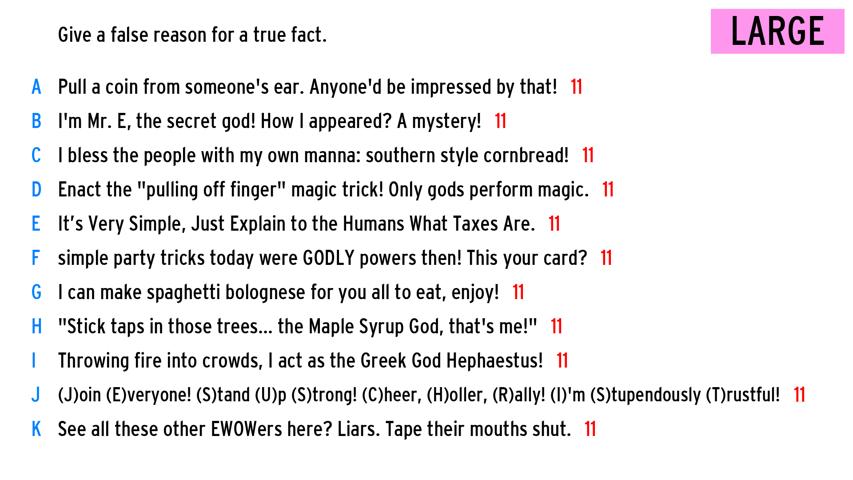 Give a false reason for a true fact.
LARGE
A Pull a coin from someone's ear. Anyone'd be impressed by that! 11
B I'm Mr. E, the secret god! How I appeared? A mystery! 11
C I bless the people with my own manna: southern style cornbread! 11
D Enact the "pulling off finger" magic trick! Only gods perform magic. 11
E It’s Very Simple, Just Explain to the Humans What Taxes Are. 11
F simple party tricks today were GODLY powers then! This your card? 11
G I can make spaghetti bolognese for you all to eat, enjoy! 11
H "Stick taps in those trees... the Maple Syrup God, that's me!" 11
I Throwing fire into crowds, I act as the Greek God Hephaestus! 11
J (J)oin (E)veryone! (S)tand (U)p (S)trong! (C)heer, (H)oller, (R)ally! (I)'m (S)tupendously (T)rustful! 11
K See all these other EWOWers here? Liars. Tape their mouths shut. 11